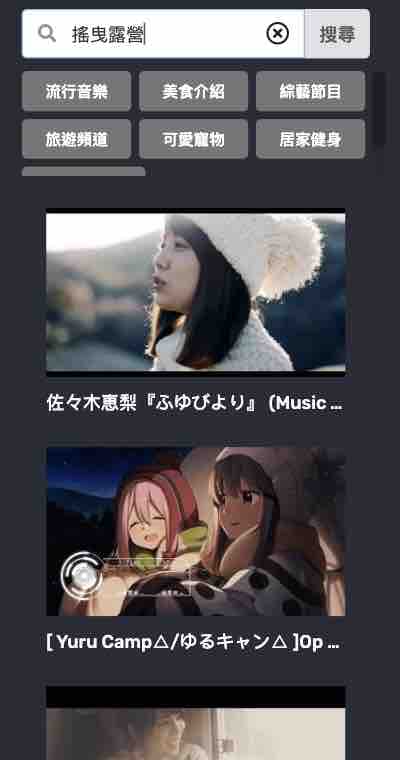 搖曳露營
搜尋
流行音樂
美食介紹
綜藝節目
旅遊頻道
可愛寵物
居家健身
佐々木恵梨『ふゆびより』 (Music ...
[ Yuru Camp△/ゆるキャン△ ]Op ...